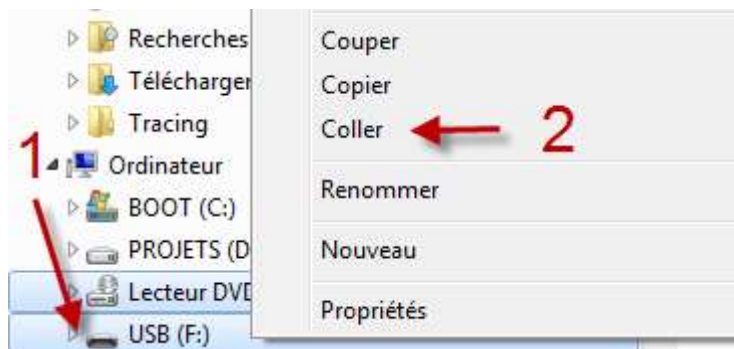 Recherches
Télécharger
Tracing
1
Ordinateur
BOOT (C:)
PROJETS (D
Lecteur DVD
USB (F:)
Couper
Copier
Coller
2
Renommer
Nouveau
Propriétés